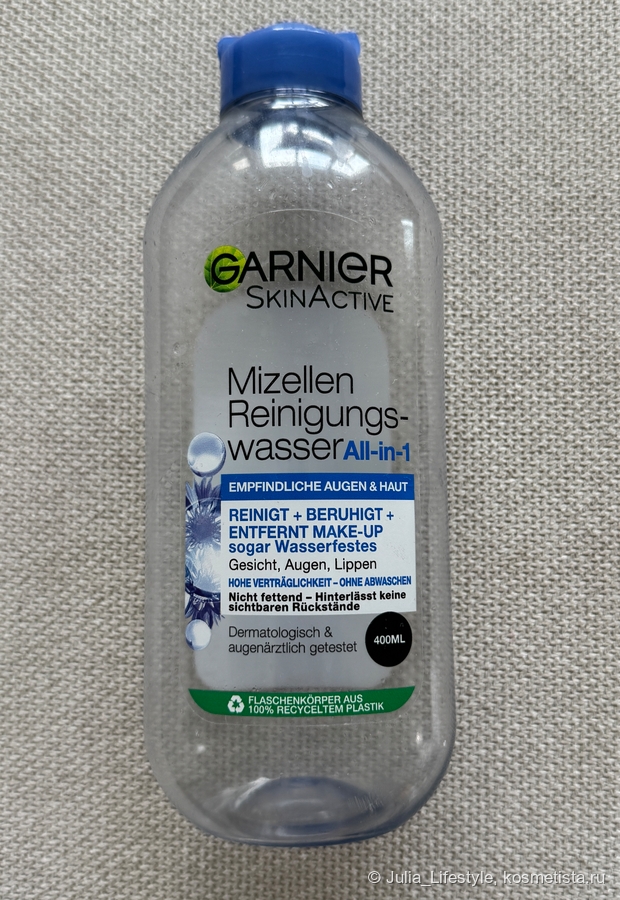 GARNIER
SKINACTIVE
Mizellen
Reinigungs-
wasser All-in-1
EMPFINDLICHE AUGEN & HAUT
REINIGT + BERUHIGT +
ENTFERNT MAKE-UP
sogar Wasserfestes
Gesicht, Augen, Lippen
HOHE VERTRÄGLICHKEIT – OHNE ABWASCHEN
Nicht fettend – Hinterlässt keine
sichtbaren Rückstände
Dermatologisch &
augenärztlich getestet
400ML
FLASCHENKÖRPER AUS
100% RECYCELTEM PLASTIK
© Julia_Lifestyle, kosmetista.ru